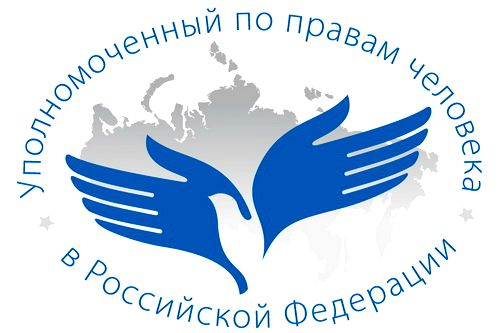 Уполномоченный по правам человека
в Российской Федерации